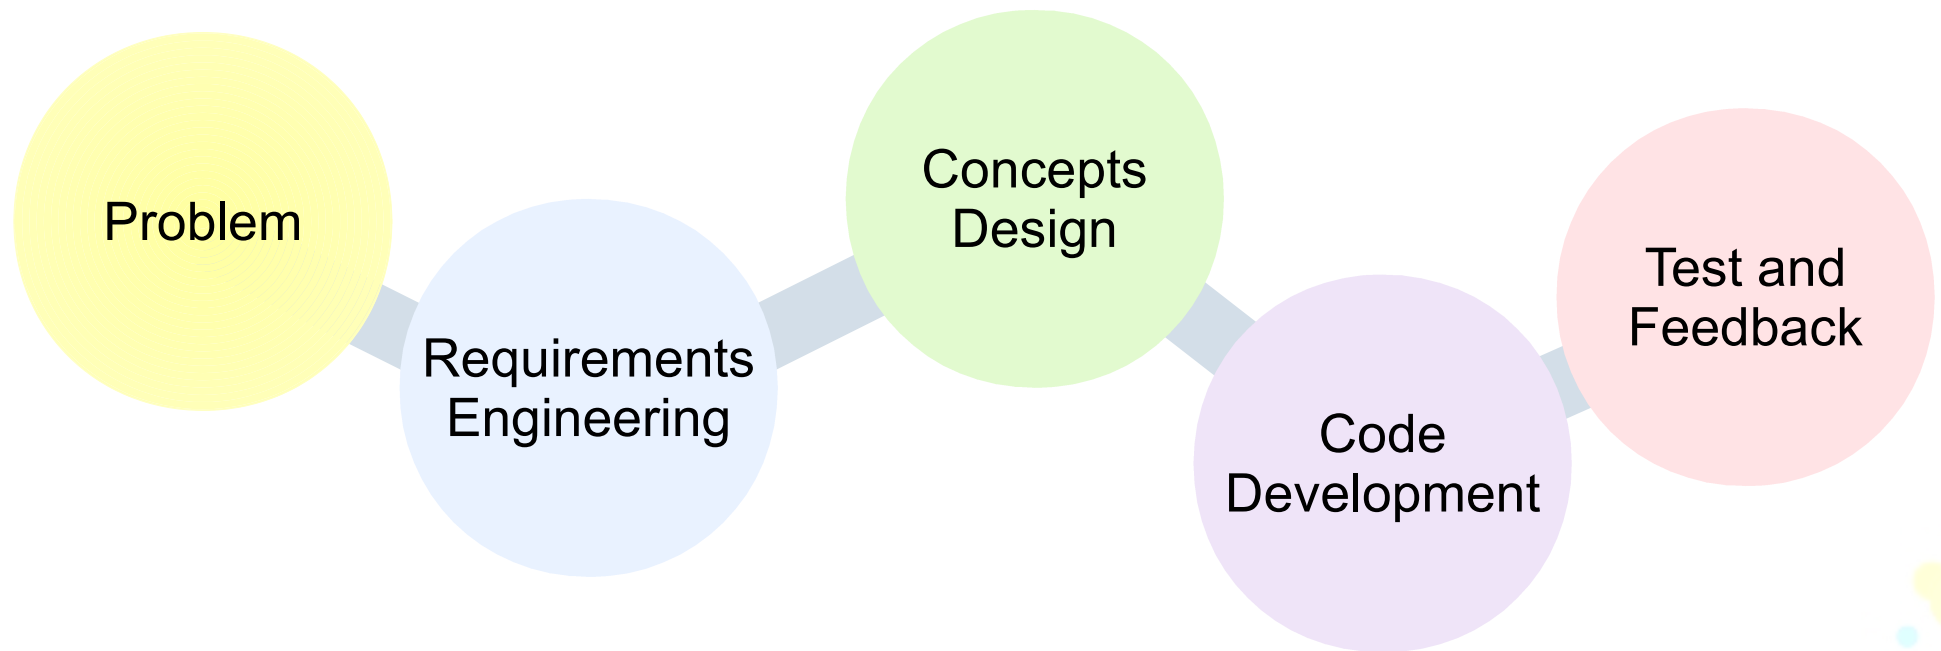 Problem
Requirements
Engineering
Concepts
Design
Code
Development
Test and
Feedback